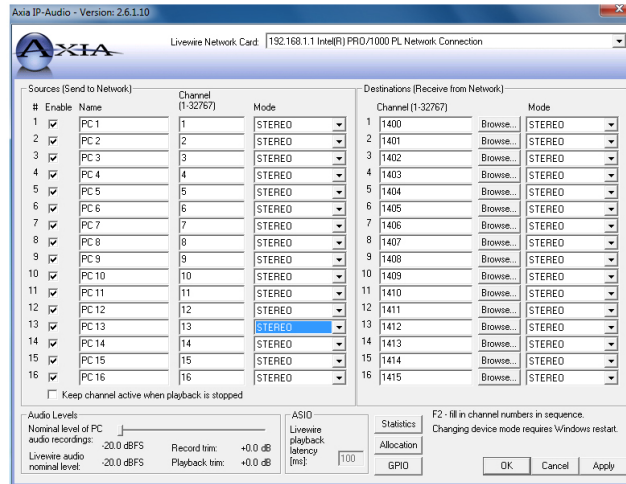 Axia IP-Audio - Version: 2.6.1.10
AXIA
Livewire Network Card: 192.168.1.1 Intel(R) PRO/1000 PL Network Connection
Sources (Send to Network)
# Enable Name Channel (1-32767) Mode
1 PC 1 1 STEREO
2 PC 2 2 STEREO
3 PC 3 3 STEREO
4 PC 4 4 STEREO
5 PC 5 5 STEREO
6 PC 6 6 STEREO
7 PC 7 7 STEREO
8 PC 8 8 STEREO
9 PC 9 9 STEREO
10 PC 10 10 STEREO
11 PC 11 11 STEREO
12 PC 12 12 STEREO
13 PC 13 13 STEREO
14 PC 14 14 STEREO
15 PC 15 15 STEREO
16 PC 16 16 STEREO
Keep channel active when playback is stopped
Destinations (Receive from Network)
Channel (1-32767) Mode
1 1400 Browse... STEREO
2 1401 Browse... STEREO
3 1402 Browse... STEREO
4 1403 Browse... STEREO
5 1404 Browse... STEREO
6 1405 Browse... STEREO
7 1406 Browse... STEREO
8 1407 Browse... STEREO
9 1408 Browse... STEREO
10 1409 Browse... STEREO
11 1410 Browse... STEREO
12 1411 Browse... STEREO
13 1412 Browse... STEREO
14 1413 Browse... STEREO
15 1414 Browse... STEREO
16 1415 Browse... STEREO
Audio Levels
Nominal level of PC
audio recordings: -20.0 dBFS Record trim: +0.0 dB
Livewire audio
nominal level: -20.0 dBFS Playback trim: +0.0 dB
ASIO
Livewire
playback
latency
[ms]: 100
Statistics
Allocation
GPIO
F2 - fill in channel numbers in sequence.
Changing device mode requires Windows restart.
OK Cancel Apply